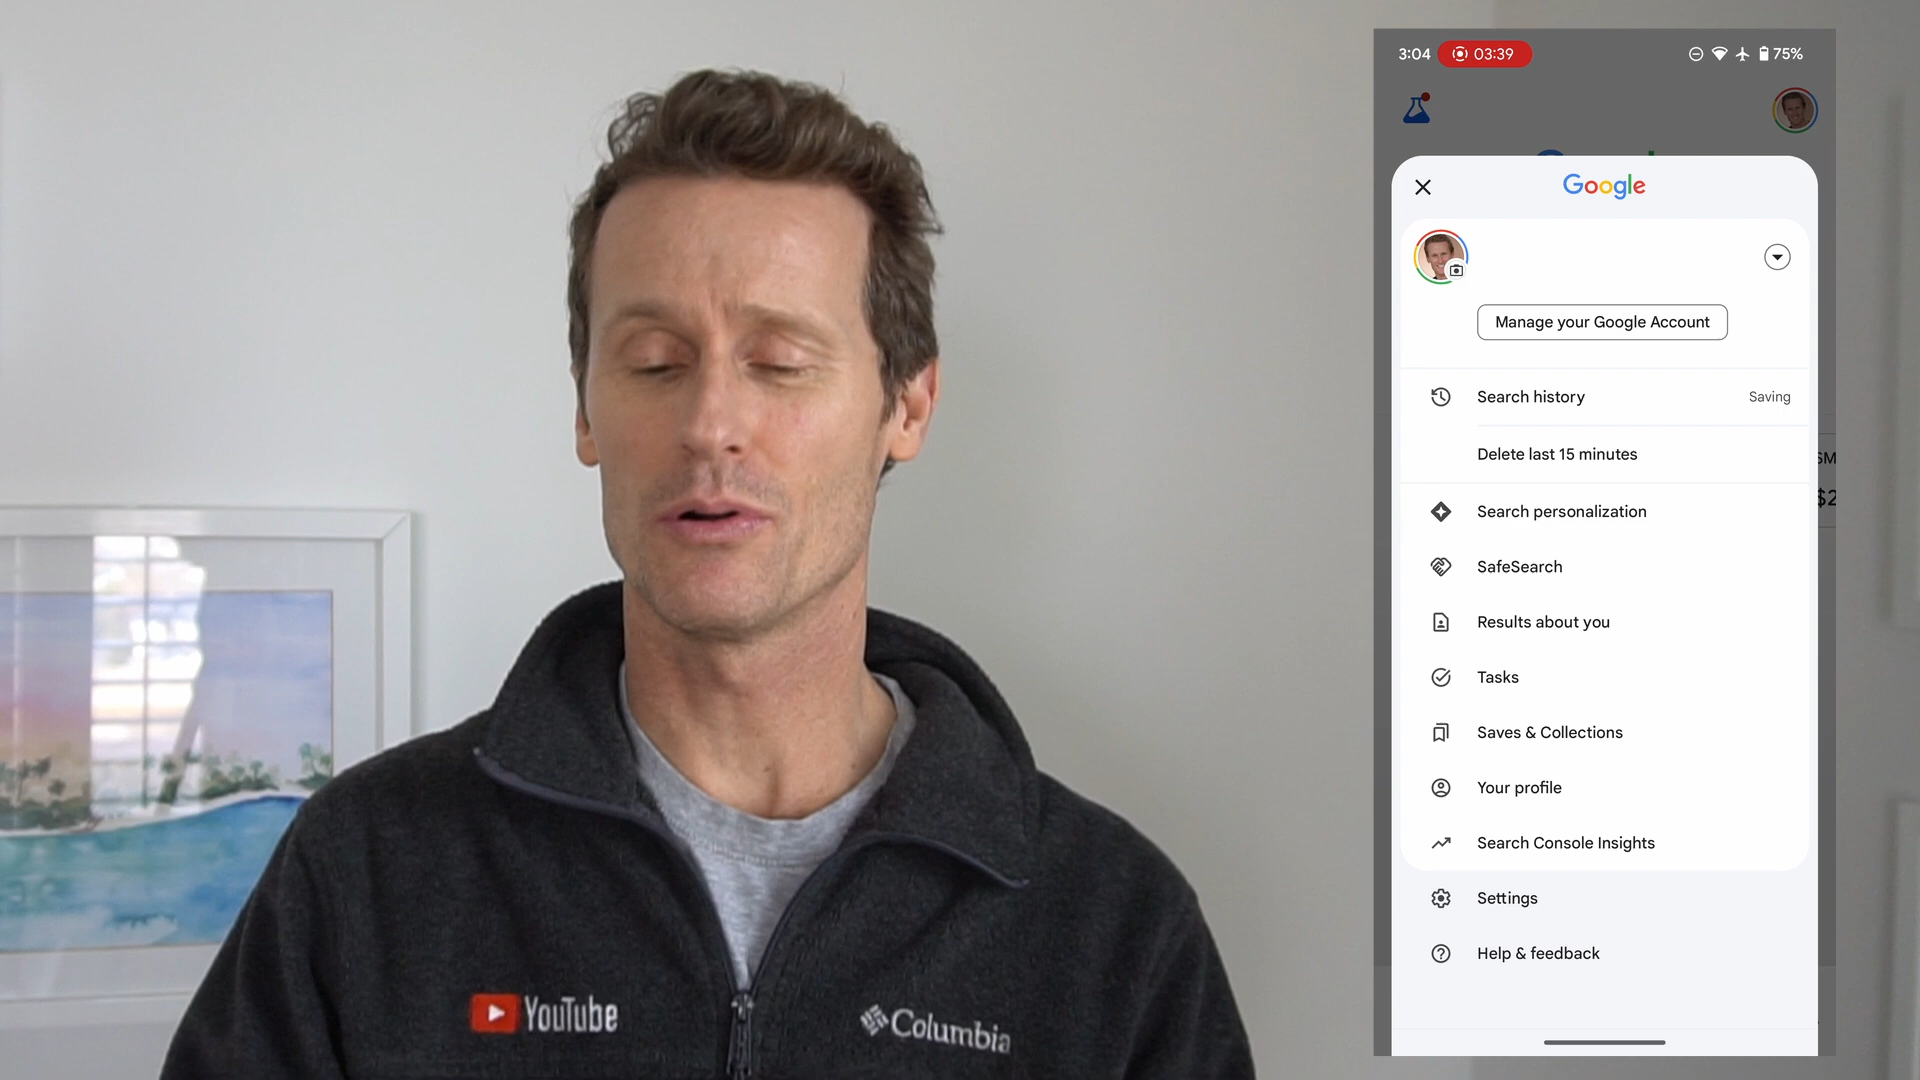 3:04 03:39 75%
Google
Manage your Google Account
Search history Saving
Delete last 15 minutes
Search personalization
SafeSearch
Results about you
Tasks
Saves & Collections
Your profile
Search Console Insights
Settings
Help & feedback
$2
YouTube
Columbia